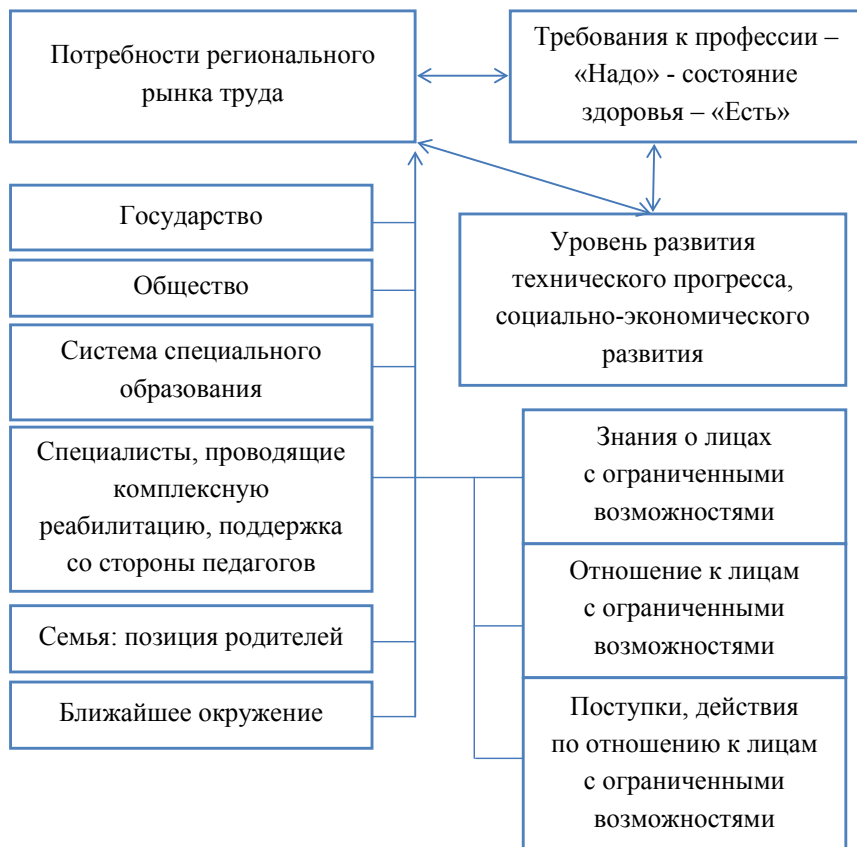 Потребности регионального
рынка труда
Требования к профессии –
«Надо» - состояние
здоровья – «Есть»
Государство
Общество
Система специального
образования
Специалисты, проводящие
комплексную
реабилитацию, поддержка
со стороны педагогов
Семья: позиция родителей
Ближайшее окружение
Уровень развития
технического прогресса,
социально-экономического
развития
Знания о лицах
с ограниченными
возможностями
Отношение к лицам
с ограниченными
возможностями
Поступки, действия
по отношению к лицам
с ограниченными
возможностями